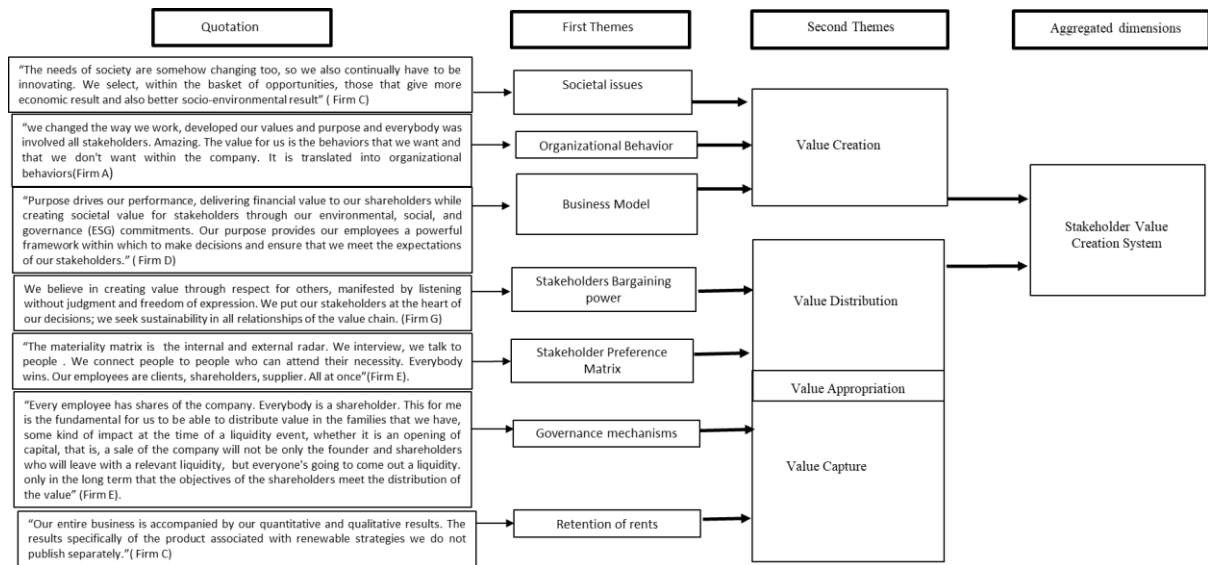 Quotation
First Themes
Second Themes
Aggregated dimensions
“The needs of society are somehow changing too, so we also continually have to be
innovating. We select, within the basket of opportunities, those that give more
economic result and also better socio-environmental result” ( Firm C)
Societal issues
“we changed the way we work, developed our values and purpose and everybody was
involved all stakeholders. Amazing. The value for us is the behaviors that we want and
that we don't want within the company. It is translated into organizational
behaviors(Firm A)
Organizational Behavior
Value Creation
“Purpose drives our performance, delivering financial value to our shareholders while
creating societal value for stakeholders through our environmental, social, and
governance (ESG) commitments. Our purpose provides our employees a powerful
framework within which to make decisions and ensure that we meet the expectations
of our stakeholders.” ( Firm D)
Business Model
Stakeholder Value
Creation System
We believe in creating value through respect for others, manifested by listening
without judgment and freedom of expression. We put our stakeholders at the heart of
our decisions; we seek sustainability in all relationships of the value chain. (Firm G)
Stakeholders Bargaining
power
Value Distribution
“The materiality matrix is the internal and external radar. We interview, we talk to
people . We connect people to people who can attend their necessity. Everybody
wins. Our employees are clients, shareholders, supplier. All at once”(Firm E).
Stakeholder Preference
Matrix
Value Appropriation
“Every employee has shares of the company. Everybody is a shareholder. This for me
is the fundamental for us to be able to distribute value in the families that we have,
some kind of impact at the time of a liquidity event, whether it is an opening of
capital, that is, a sale of the company will not be only the founder and shareholders
who will leave with a relevant liquidity, but everyone's going to come out a liquidity.
only in the long term that the objectives of the shareholders meet the distribution of
the value” (Firm E).
Governance mechanisms
Value Capture
“Our entire business is accompanied by our quantitative and qualitative results. The
results specifically of the product associated with renewable strategies we do not
publish separately.”( Firm C)
Retention of rents